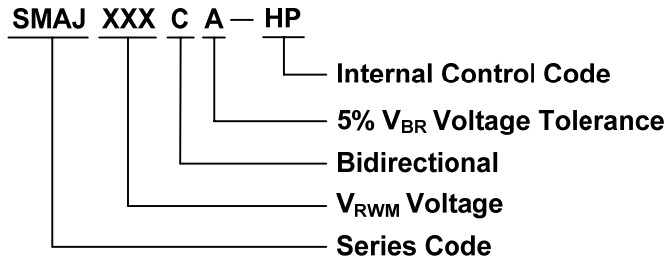 SMAJ XXX C A — HP
Internal Control Code
5% VBR Voltage Tolerance
Bidirectional
VRWM Voltage
Series Code